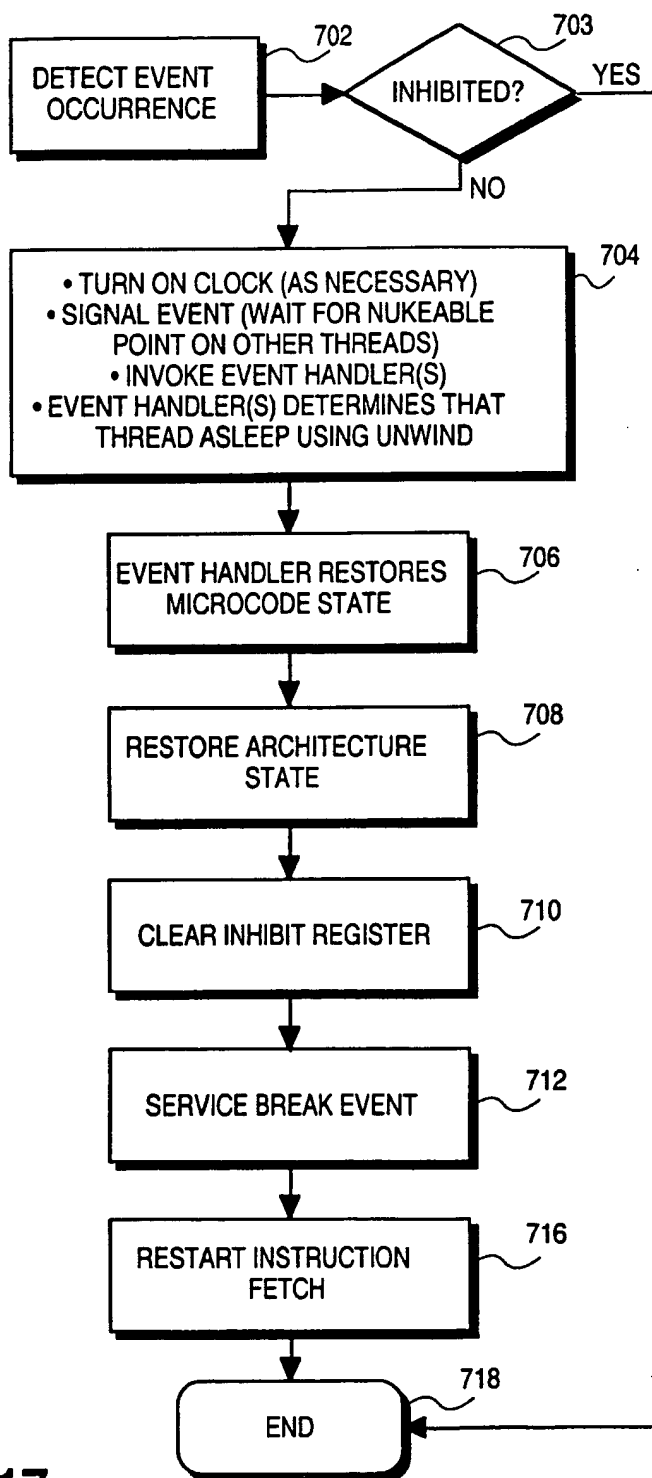 702
DETECT EVENT
OCCURRENCE
703
INHIBITED?
YES
NO
704
• TURN ON CLOCK (AS NECESSARY)
• SIGNAL EVENT (WAIT FOR NUKEABLE
POINT ON OTHER THREADS)
• INVOKE EVENT HANDLER(S)
• EVENT HANDLER(S) DETERMINES THAT
THREAD ASLEEP USING UNWIND
706
EVENT HANDLER RESTORES
MICROCODE STATE
708
RESTORE ARCHITECTURE
STATE
710
CLEAR INHIBIT REGISTER
712
SERVICE BREAK EVENT
716
RESTART INSTRUCTION
FETCH
718
END